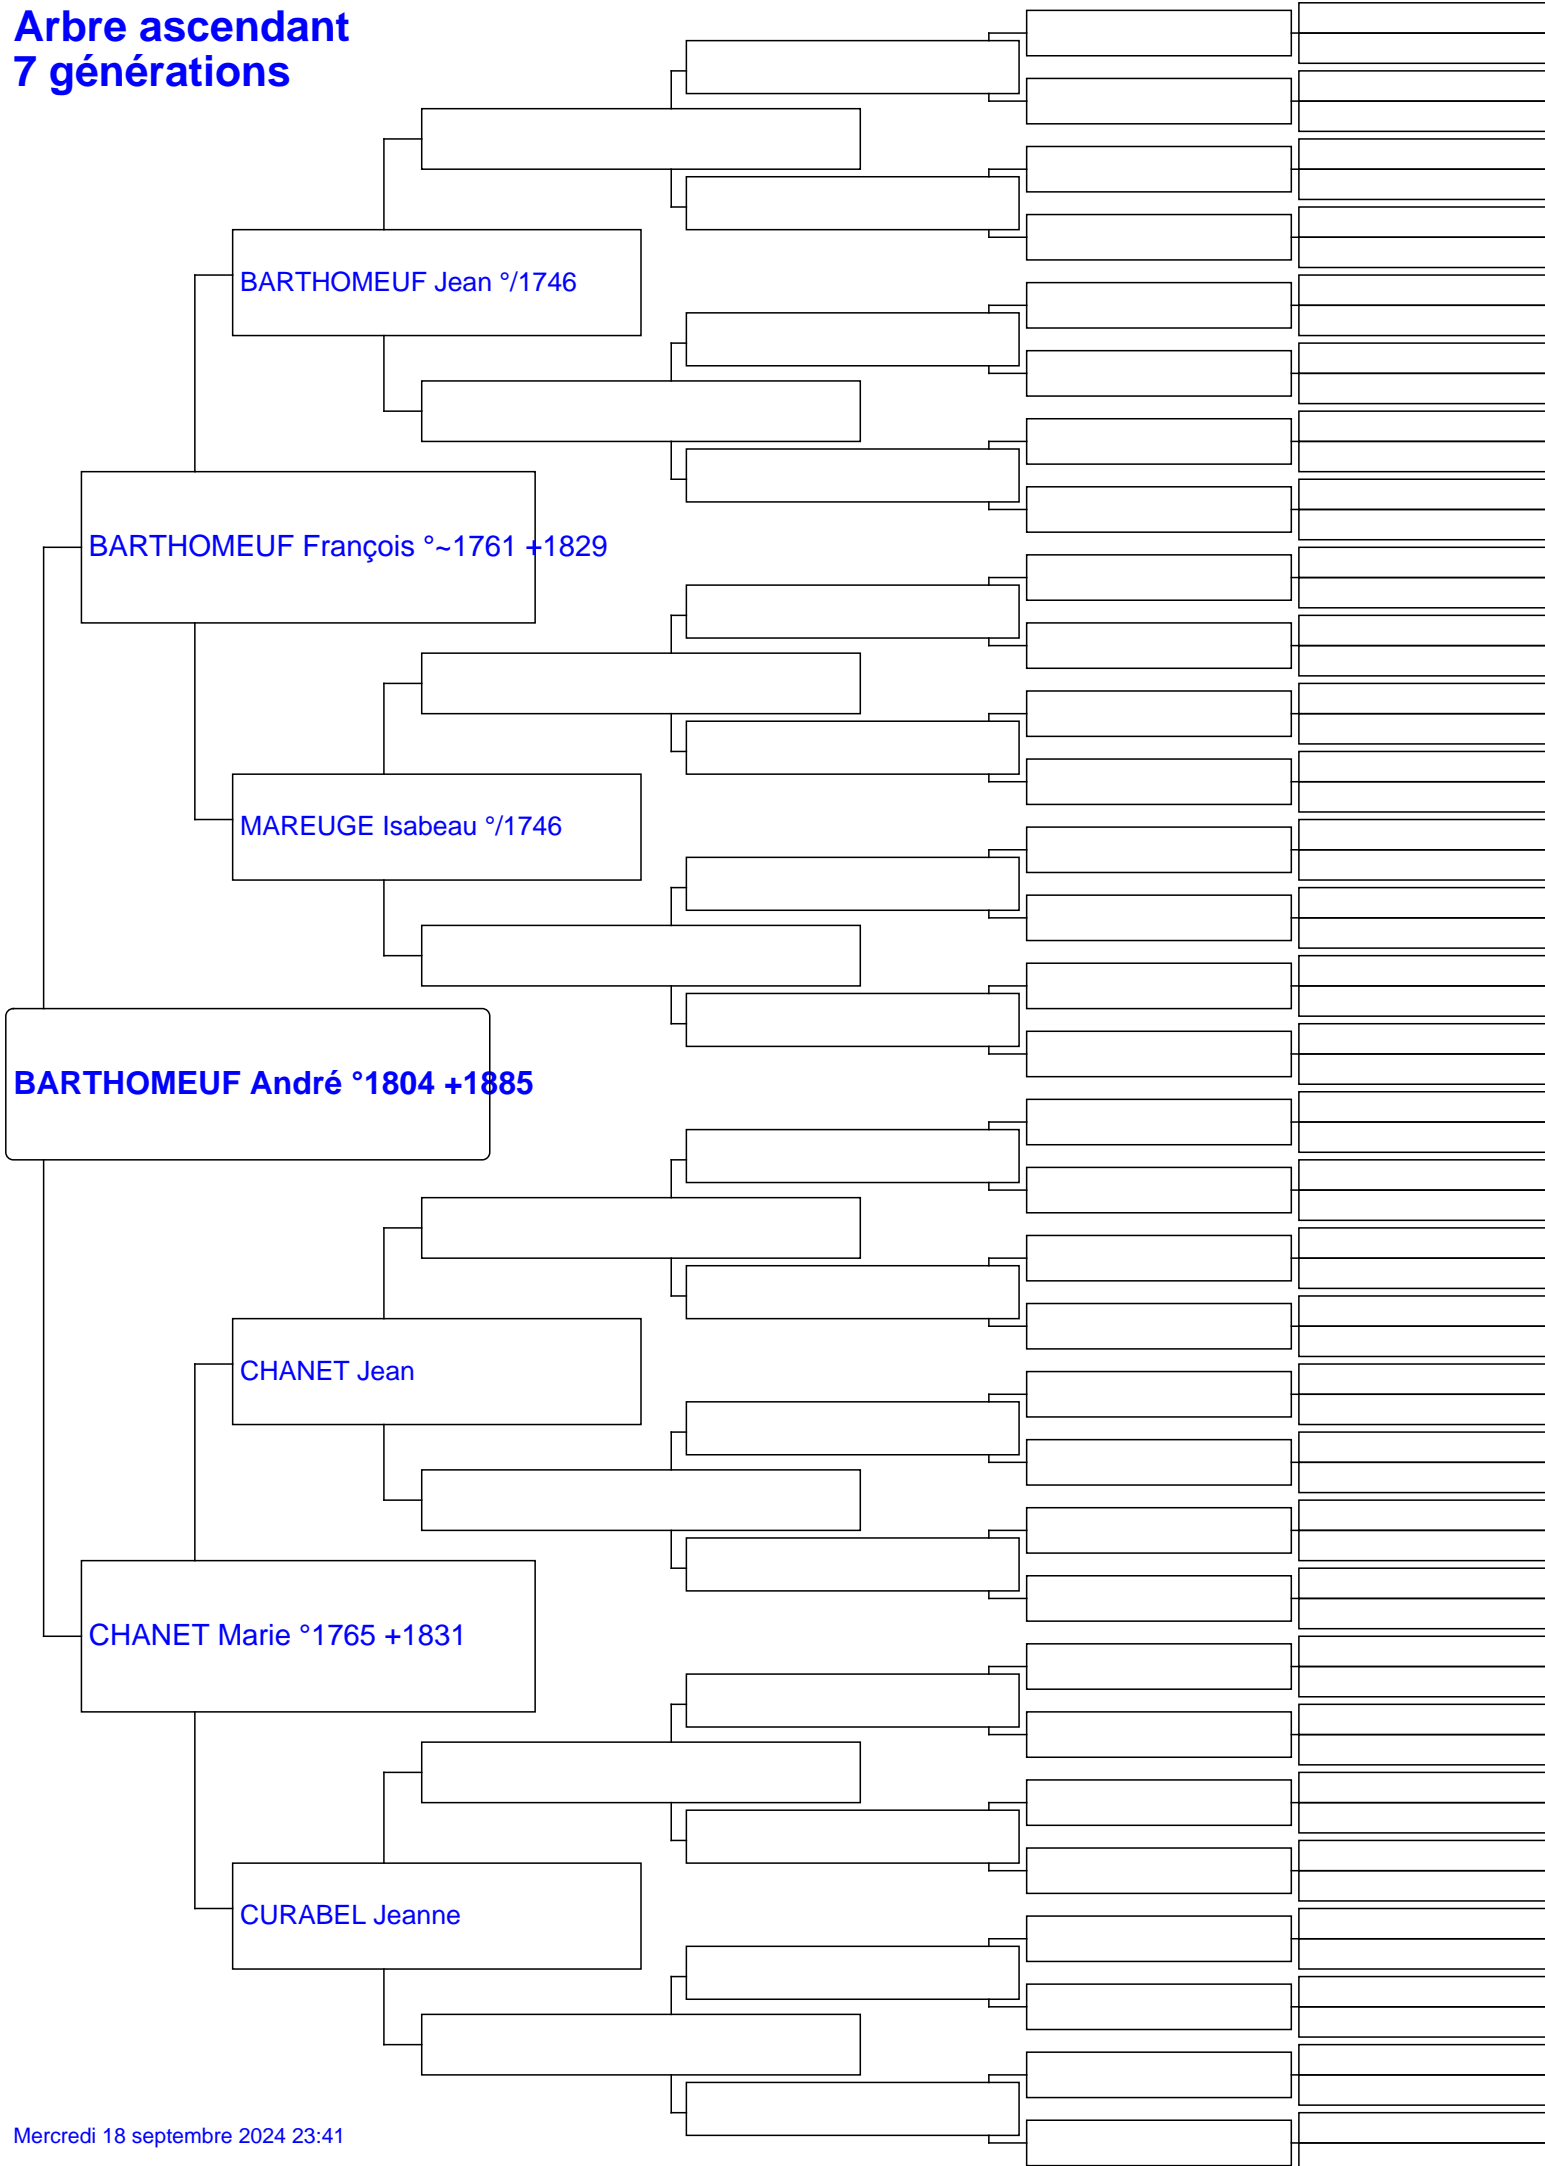 Arbre ascendant
7 générations
BARTHOMEUF Jean °/1746
BARTHOMEUF François °~1761 +1829
MAREUGE Isabeau °/1746
BARTHOMEUF André °1804 +1885
CHANET Jean
CHANET Marie °1765 +1831
CURABEL Jeanne
Mercredi 18 septembre 2024 23:41